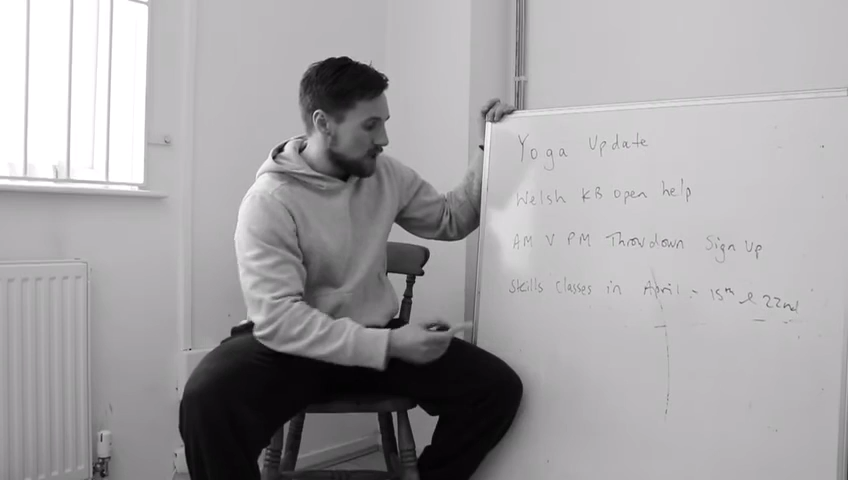 Yoga Update
Welsh KB Open help
AM V PM Throwdown Sign Up
Skills Classes in April - 15th & 22nd